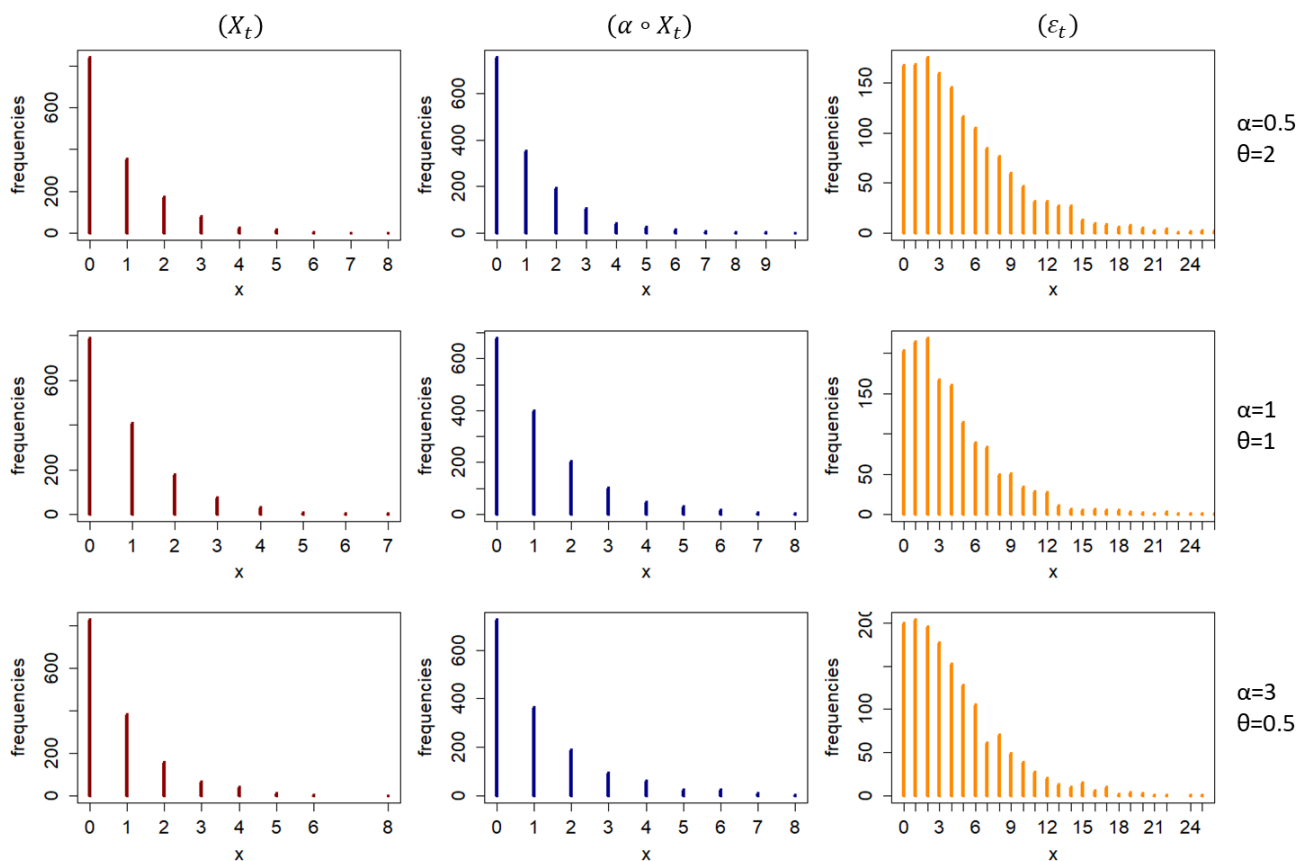 (X_t)
(α ∘ X_t)
(ε_t)
frequencies
0 200 600
0 1 2 3 4 5 6 7 8
x
frequencies
0 200 400 600
0 1 2 3 4 5 6 7 8 9
x
frequencies
0 50 100 150
0 3 6 9 12 15 18 21 24
x
α=0.5
θ=2
frequencies
0 200 600
0 1 2 3 4 5 6 7
x
frequencies
0 200 400 600
0 1 2 3 4 5 6 7 8
x
frequencies
0 50 150
0 3 6 9 12 15 18 21 24
x
α=1
θ=1
frequencies
0 200 600
0 1 2 3 4 5 6 8
x
frequencies
0 200 400 600
0 1 2 3 4 5 6 7 8
x
frequencies
0 50 100 150 200
0 3 6 9 12 15 18 21 24
x
α=3
θ=0.5